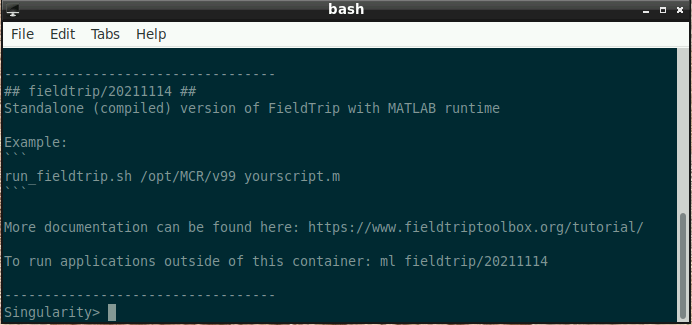 bash
File Edit Tabs Help
----------------------------------
## fieldtrip/20211114 ##
Standalone (compiled) version of FieldTrip with MATLAB runtime
Example:
```
run_fieldtrip.sh /opt/MCR/v99 yourscript.m
```
More documentation can be found here: https://www.fieldtriptoolbox.org/tutorial/
To run applications outside of this container: ml fieldtrip/20211114
----------------------------------
Singularity>